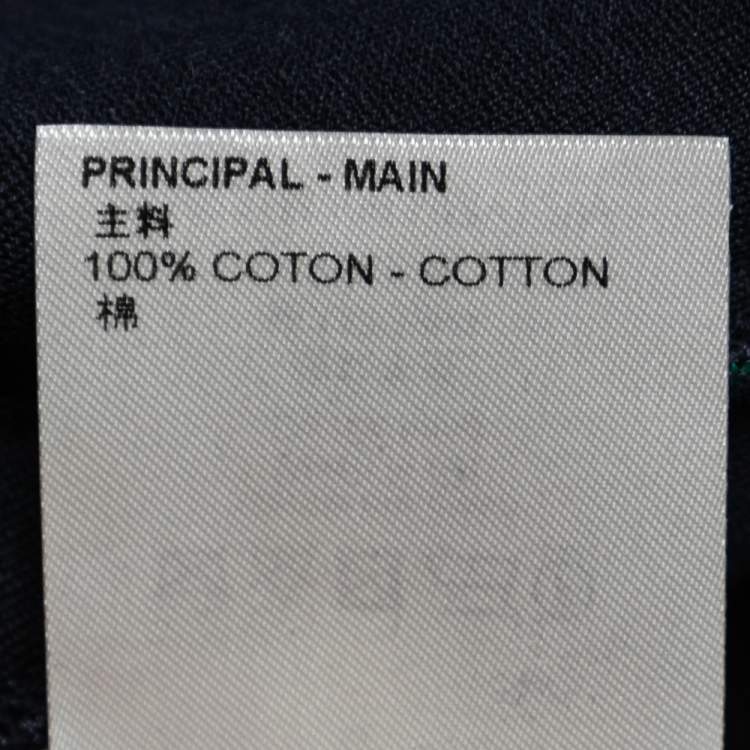 PRINCIPAL - MAIN
主料
100% COTON - COTTON
棉